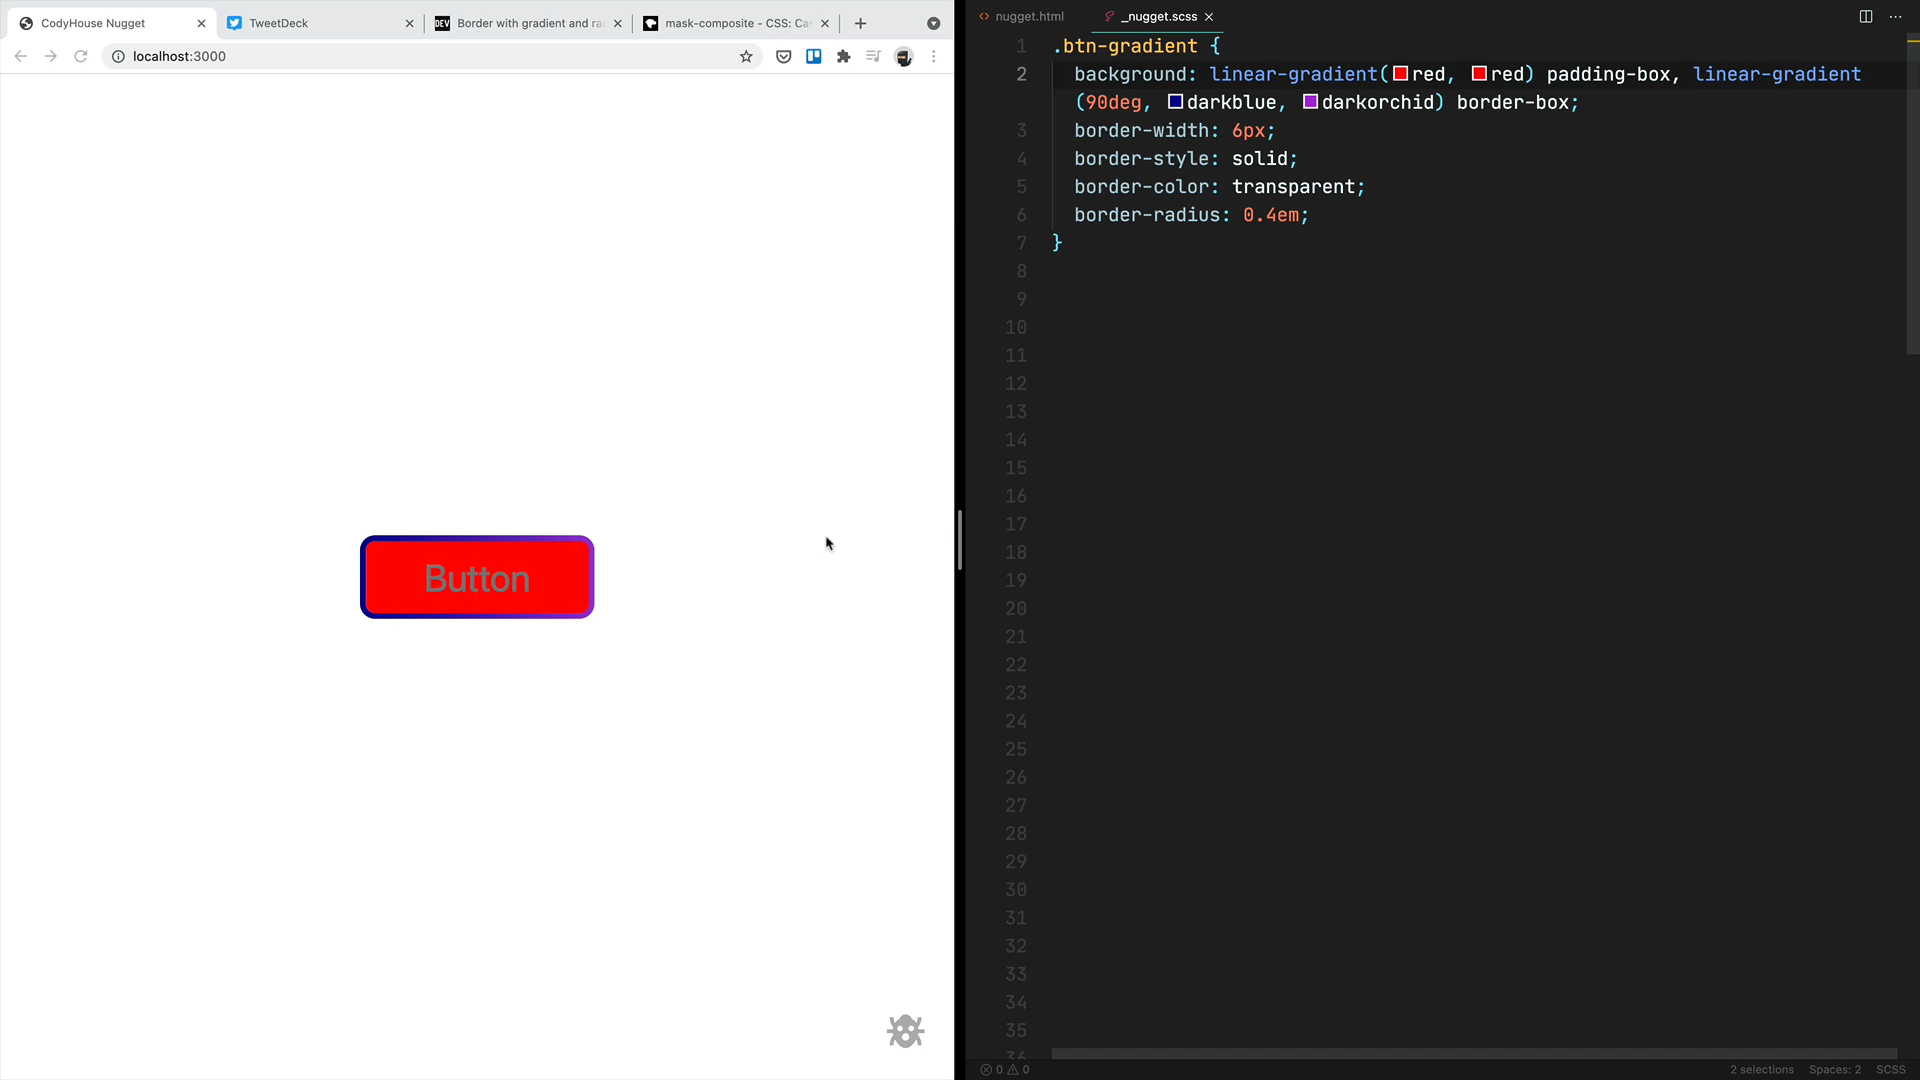 CodyHouse Nugget
TweetDeck
DEV
Border with gradient and ra
mask-composite - CSS: Ca
localhost:3000
Button
nugget.html
_nugget.scss
1 .btn-gradient {
2 background: linear-gradient(red, red) padding-box, linear-gradient
(90deg, darkblue, darkorchid) border-box;
3 border-width: 6px;
4 border-style: solid;
5 border-color: transparent;
6 border-radius: 0.4em;
7 }
8
9
10
11
12
13
14
15
16
17
18
19
20
21
22
23
24
25
26
27
28
29
30
31
32
33
34
35
36
0 0
2 selections Spaces: 2 SCSS